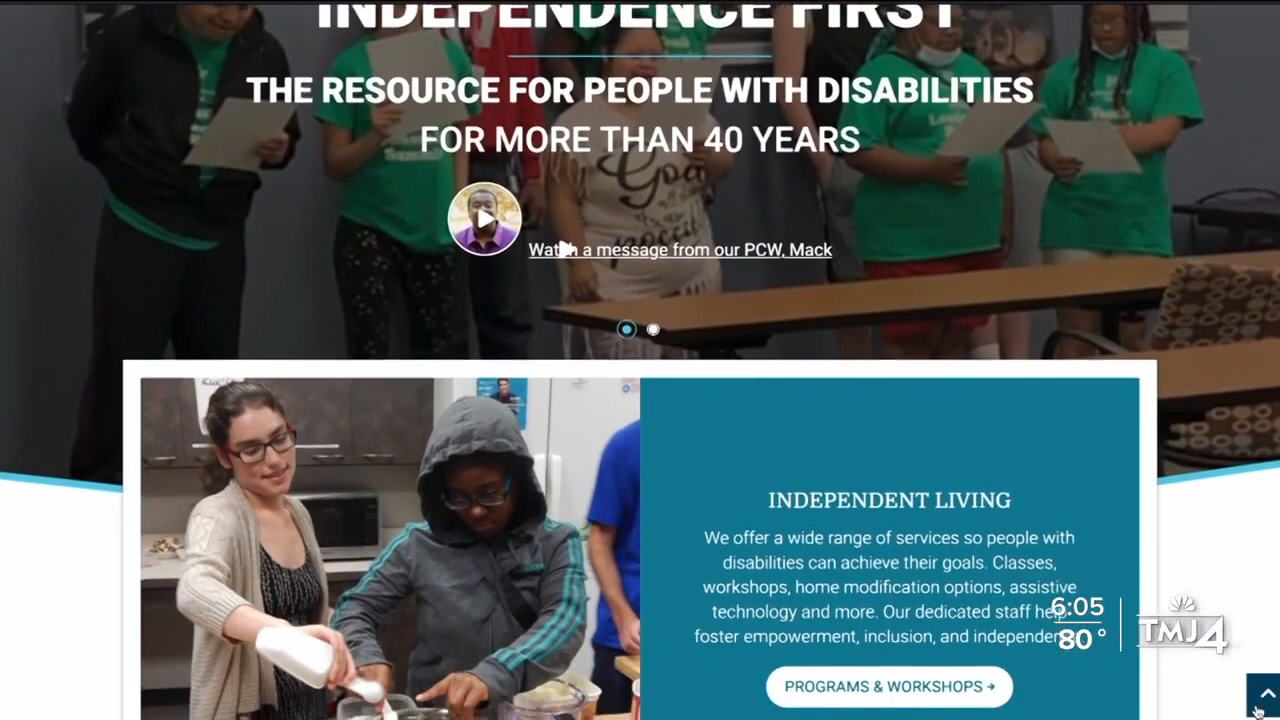 INDEPENDENCE FIRST
THE RESOURCE FOR PEOPLE WITH DISABILITIES
FOR MORE THAN 40 YEARS
God
Watch a message from our PCW, Mack
INDEPENDENT LIVING
We offer a wide range of services so people with
disabilities can achieve their goals. Classes,
workshops, home modification options, assistive
technology and more. Our dedicated staff help
foster empowerment, inclusion, and independen
PROGRAMS & WORKSHOPS →
6:05
80°
TMJ4